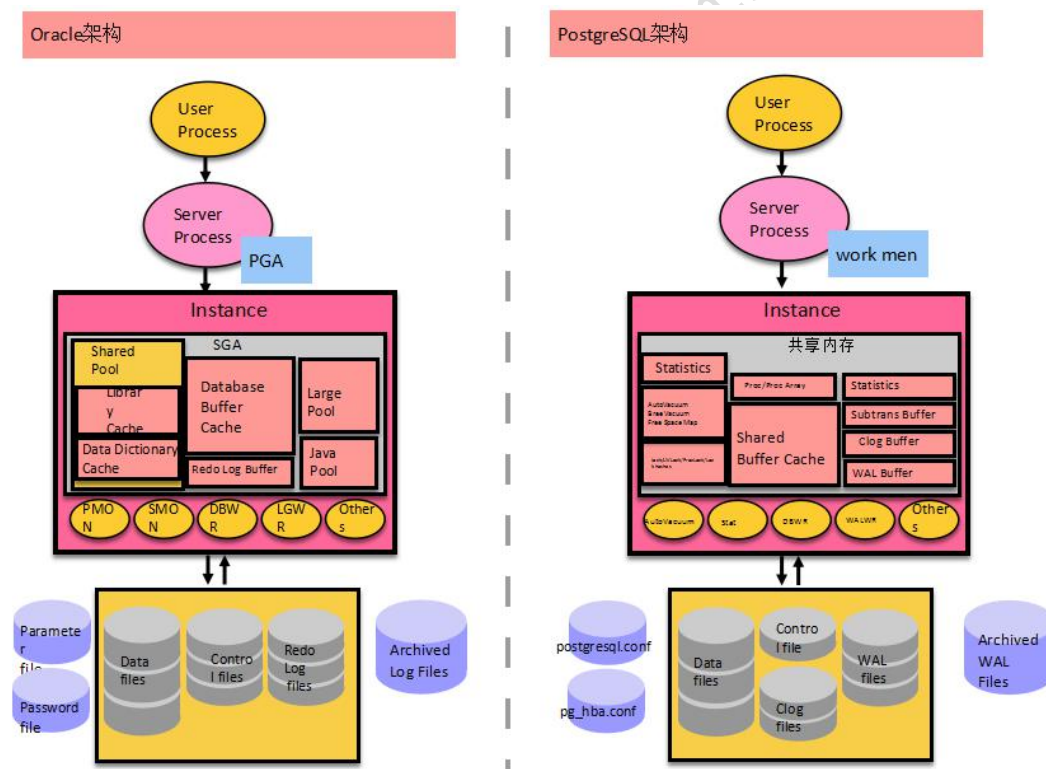 Oracle架构
User
Process
Server
Process
PGA
Instance
SGA
Shared
Pool
Librar
y
Cache
Data Dictionary
Cache
Database
Buffer
Cache
Redo Log Buffer
Large
Pool
Java
Pool
PMO
N
SMO
N
DBW
R
LGW
R
Other
s
Paramete
r
file
Password
file
Data
files
Contro
l files
Redo
Log
files
Archived
Log Files
PostgreSQL架构
User
Process
Server
Process
work men
Instance
共享内存
Statistics
AutoVacuum
Free Space Map
Proc/Proc Array
Shared
Buffer Cache
Statistics
Subtrans Buffer
Clog Buffer
WAL Buffer
AutoVacuum
Stat
DBWR
WALWR
Other
s
postgresql.conf
pg_hba.conf
Data
files
Contro
l file
Clog
files
WAL
files
Archived
WAL
Files